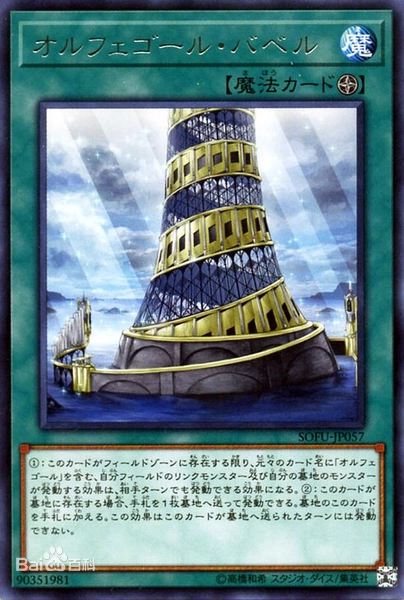 オルフェゴール・バベル
魔
【魔法カード】
SOFU-JP057
①:このカードがフィールドゾーンに存在する限り、元々のカード名に「オルフェ
ゴール」を含む、自分フィールドのリンクモンスター及び自分の墓地のモンスター
が発動する効果は、相手ターンでも発動できる効果になる。②:このカードが
墓地に存在する場合、手札を1枚墓地へ送って発動できる。墓地のこのカード
を手札に加える。この効果はこのカードが墓地へ送られたターンには発動
できない。
Bai百科
90351981
©高橋和希 スタジオ・ダイス/集英社